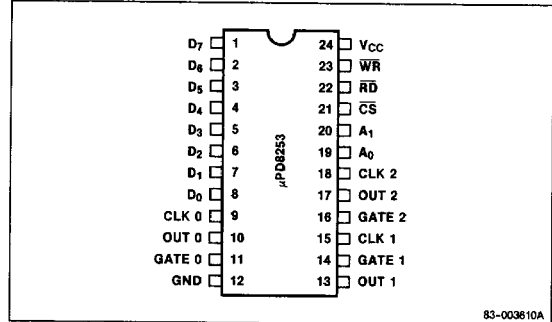 D7 1 24 VCC
D6 2 23 WR
D5 3 22 RD
D4 4 21 CS
D3 5 20 A1
D2 6 19 A0
D1 7 18 CLK 2
D0 8 17 OUT 2
CLK 0 9 16 GATE 2
OUT 0 10 15 CLK 1
GATE 0 11 14 GATE 1
GND 12 13 OUT 1
μPD8253
83-003610A